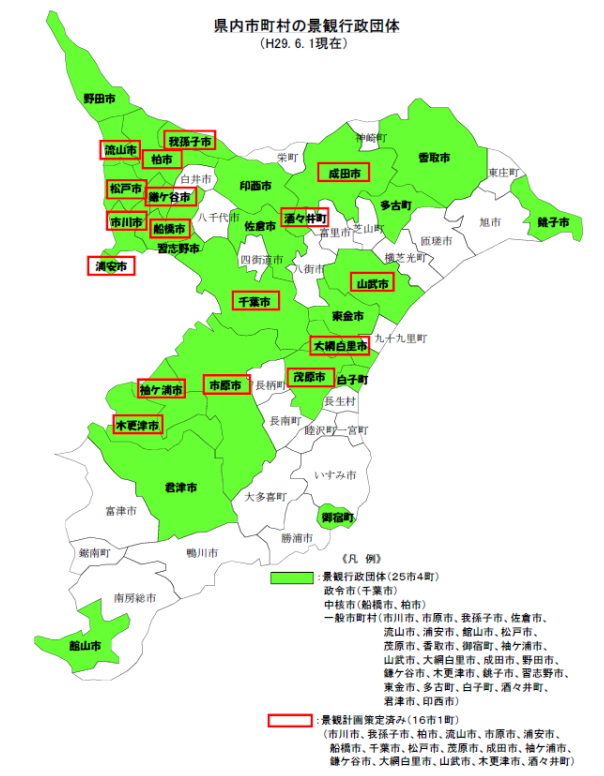 県内市町村の景観行政団体
（H29.6.1現在）
野田市
我孫子市
流山市
柏市
栄町
神崎町
香取市
東庄町
白井市
印西市
成田市
松戸市
鎌ケ谷市
多古町
市川市
船橋市
八千代市
佐倉市
酒々井町
富里市
芝山町
旭市
銚子市
匝瑳市
習志野市
浦安市
四街道市
八街市
横芝光町
山武市
千葉市
東金市
大網白里市
九十九里町
袖ケ浦市
市原市
長柄町
茂原市
白子町
長生村
木更津市
長南町
睦沢町
一宮町
君津市
いすみ市
大多喜町
富津市
御宿町
勝浦市
鋸南町
鴨川市
南房総市
館山市
《凡 例》
：景観行政団体（25市4町）
政令市（千葉市）
中核市（船橋市、柏市）
一般市町村（市川市、市原市、我孫子市、佐倉市、
流山市、浦安市、館山市、松戸市、
茂原市、香取市、御宿町、袖ケ浦市、
山武市、大網白里市、成田市、野田市、
鎌ケ谷市、木更津市、銚子市、習志野市、
東金市、多古町、白子町、酒々井町、
君津市、印西市）
：景観計画策定済み（16市1町）
（市川市、我孫子市、柏市、流山市、市原市、浦安市、
船橋市、千葉市、松戸市、茂原市、成田市、袖ケ浦市、
鎌ケ谷市、大網白里市、山武市、木更津市、酒々井町）